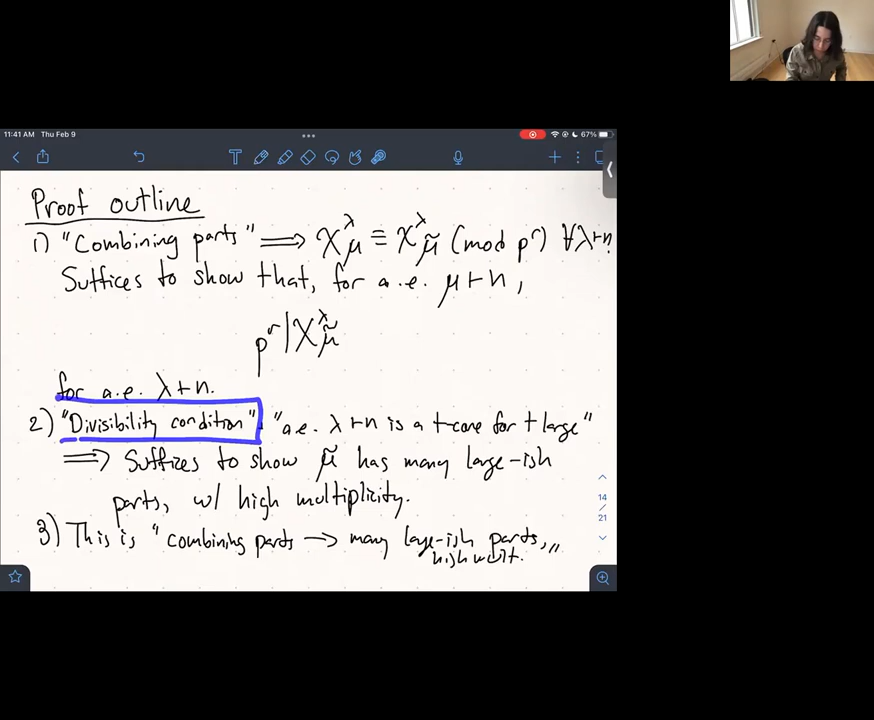 11:41 AM Thu Feb 9
67%
Proof outline
1) "Combining parts" ⟹ χ^λ_μ ≡ χ^λ_μ̃ (mod p^r) ∀λ⊢n.
Suffices to show that, for a.e. μ⊢n,
p^r | χ^λ_μ̃
for a.e. λ⊢n.
2) "Divisibility condition" "a.e. λ⊢n is a t-core for t large"
⟹ Suffices to show μ̃ has many large-ish
parts, w/ high multiplicity.
3) This is "combining parts → many large-ish parts, high mult."
14
/
21